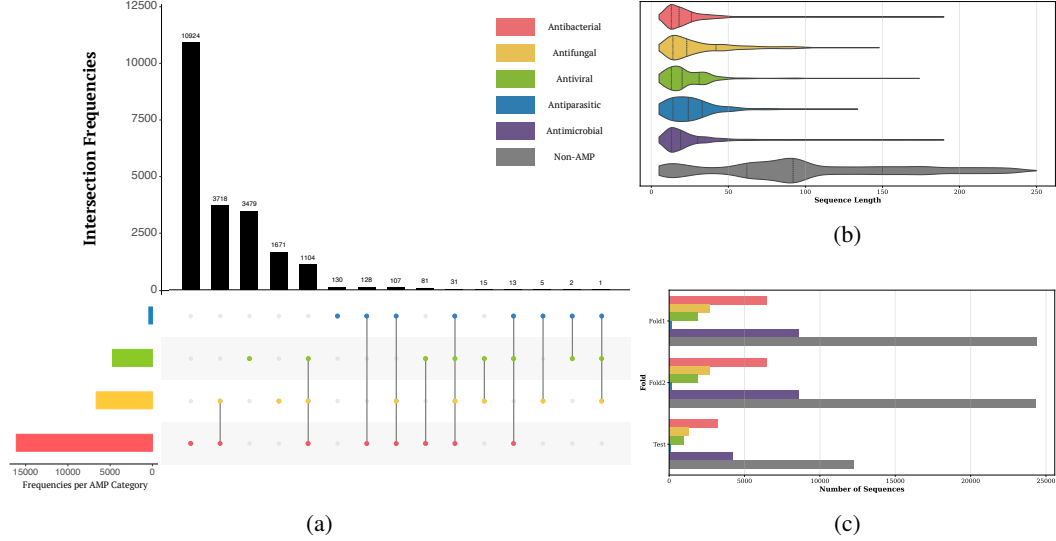 12500
10000
7500
5000
2500
0
Intersection Frequencies
10924
3718
3479
1671
1104
130
128
107
81
31
15
13
5
2
1
Antibacterial
Antifungal
Antiviral
Antiparasitic
Antimicrobial
Non-AMP
15000
10000
5000
0
Frequencies per AMP Category
(a)
0
50
100
150
200
250
Sequence Length
(b)
Fold
Fold1
Fold2
Test
0
5000
10000
15000
20000
25000
Number of Sequences
(c)